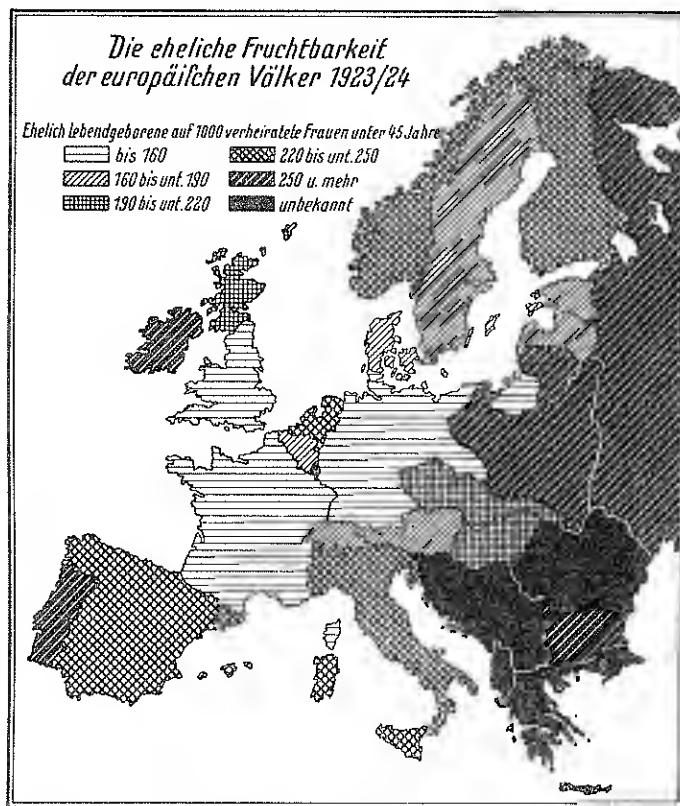 Die eheliche Fruchtbarkeit
der europäiſchen Völker 1923/24
Ehelich lebendgeborene auf 1000 verheiratete Frauen unter 45 Jahre
bis 160
160 bis unt. 190
190 bis unt. 220
220 bis unt. 250
250 u. mehr
unbekannt